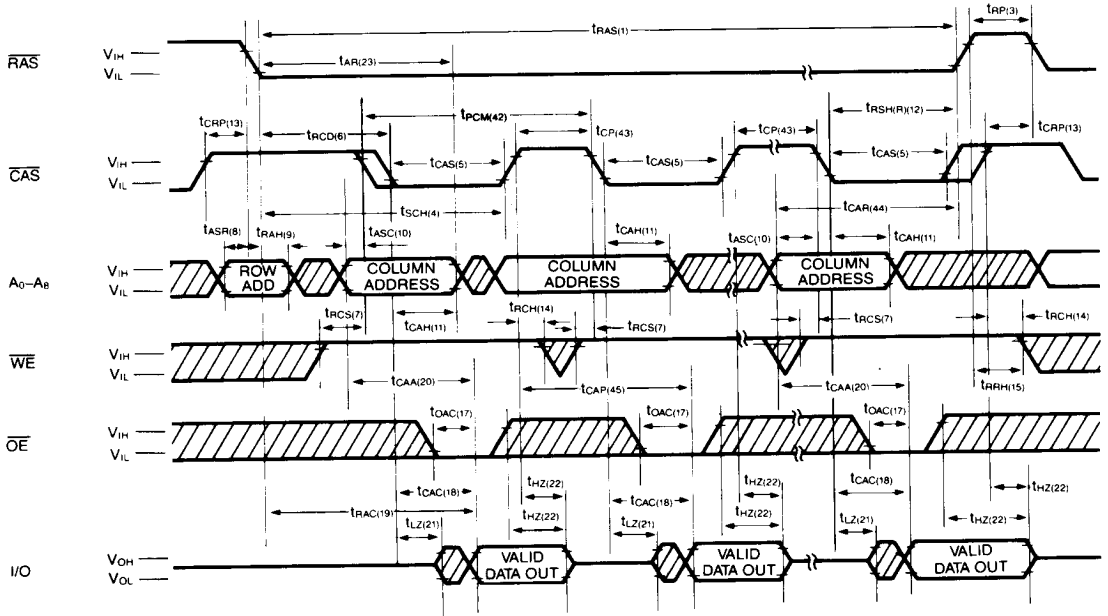 tRP(3)
tRAS(1)
RAS
VIH
VIL
tAR(23)
tCRP(13)
tRCD(6)
tPCM(42)
tCP(43)
tCP(43)
tRSH(R)(12)
tCRP(13)
CAS
VIH
VIL
tCAS(5)
tCAS(5)
tCAS(5)
tSCH(4)
tCAR(44)
tASR(8)
tRAH(9)
tASC(10)
tCAH(11)
tASC(10)
tCAH(11)
A0–A8
VIH
VIL
ROW ADD
COLUMN ADDRESS
COLUMN ADDRESS
COLUMN ADDRESS
tRCS(7)
tCAH(11)
tRCH(14)
tRCS(7)
tRCS(7)
tRCH(14)
WE
VIH
VIL
tCAA(20)
tCAP(45)
tCAA(20)
tRRH(15)
tOAC(17)
tOAC(17)
tOAC(17)
OE
VIH
VIL
tCAC(18)
tHZ(22)
tCAC(18)
tHZ(22)
tCAC(18)
tHZ(22)
tRAC(19)
tLZ(21)
tHZ(22)
tLZ(21)
tHZ(22)
tLZ(21)
tHZ(22)
I/O
VOH
VOL
VALID DATA OUT
VALID DATA OUT
VALID DATA OUT